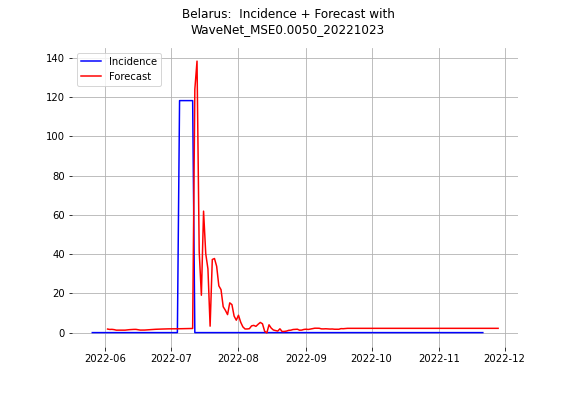 Belarus:  Incidence + Forecast with
WaveNet_MSE0.0050_20221023
Incidence
Forecast
140
120
100
80
60
40
20
0
2022-06 2022-07 2022-08 2022-09 2022-10 2022-11 2022-12